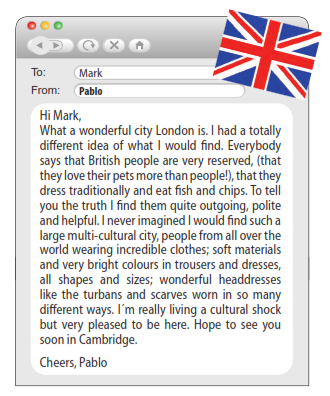 To: Mark
From: Pablo
Hi Mark,
What a wonderful city London is. I had a totally
different idea of what I would find. Everybody
says that British people are very reserved, (that
they love their pets more than people!), that they
dress traditionally and eat fish and chips. To tell
you the truth I find them quite outgoing, polite
and helpful. I never imagined I would find such a
large multi-cultural city, people from all over the
world wearing incredible clothes; soft materials
and very bright colours in trousers and dresses,
all shapes and sizes; wonderful headdresses
like the turbans and scarves worn in so many
different ways. I´m really living a cultural shock
but very pleased to be here. Hope to see you
soon in Cambridge.
Cheers, Pablo